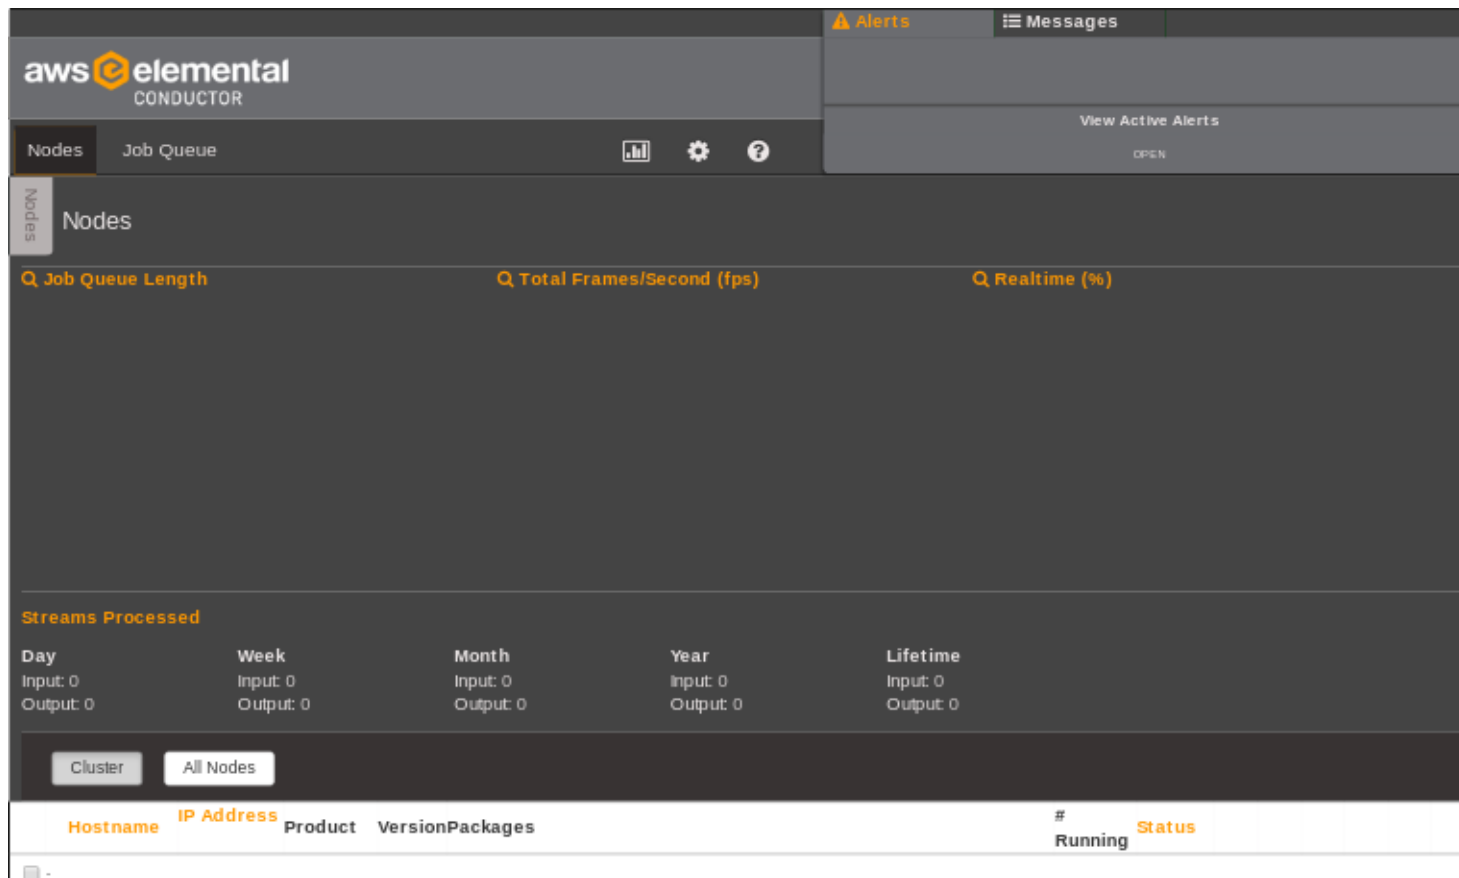 Alerts
Messages
aws elemental
CONDUCTOR
View Active Alerts
OPEN
Nodes
Job Queue
Nodes
Nodes
Job Queue Length
Total Frames/Second (fps)
Realtime (%)
Streams Processed
Day
Week
Month
Year
Lifetime
Input: 0
Input: 0
Input: 0
Input: 0
Input: 0
Output: 0
Output: 0
Output: 0
Output: 0
Output: 0
Cluster
All Nodes
Hostname
IP Address
Product
Version
Packages
#
Running
Status
-